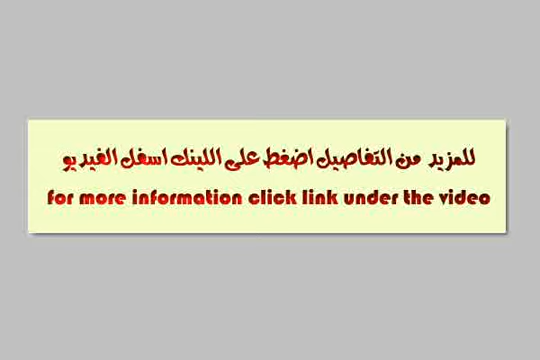 للمزيد من التفاصيل اضغط على اللينك اسفل الفيديو
for more information click link under the video